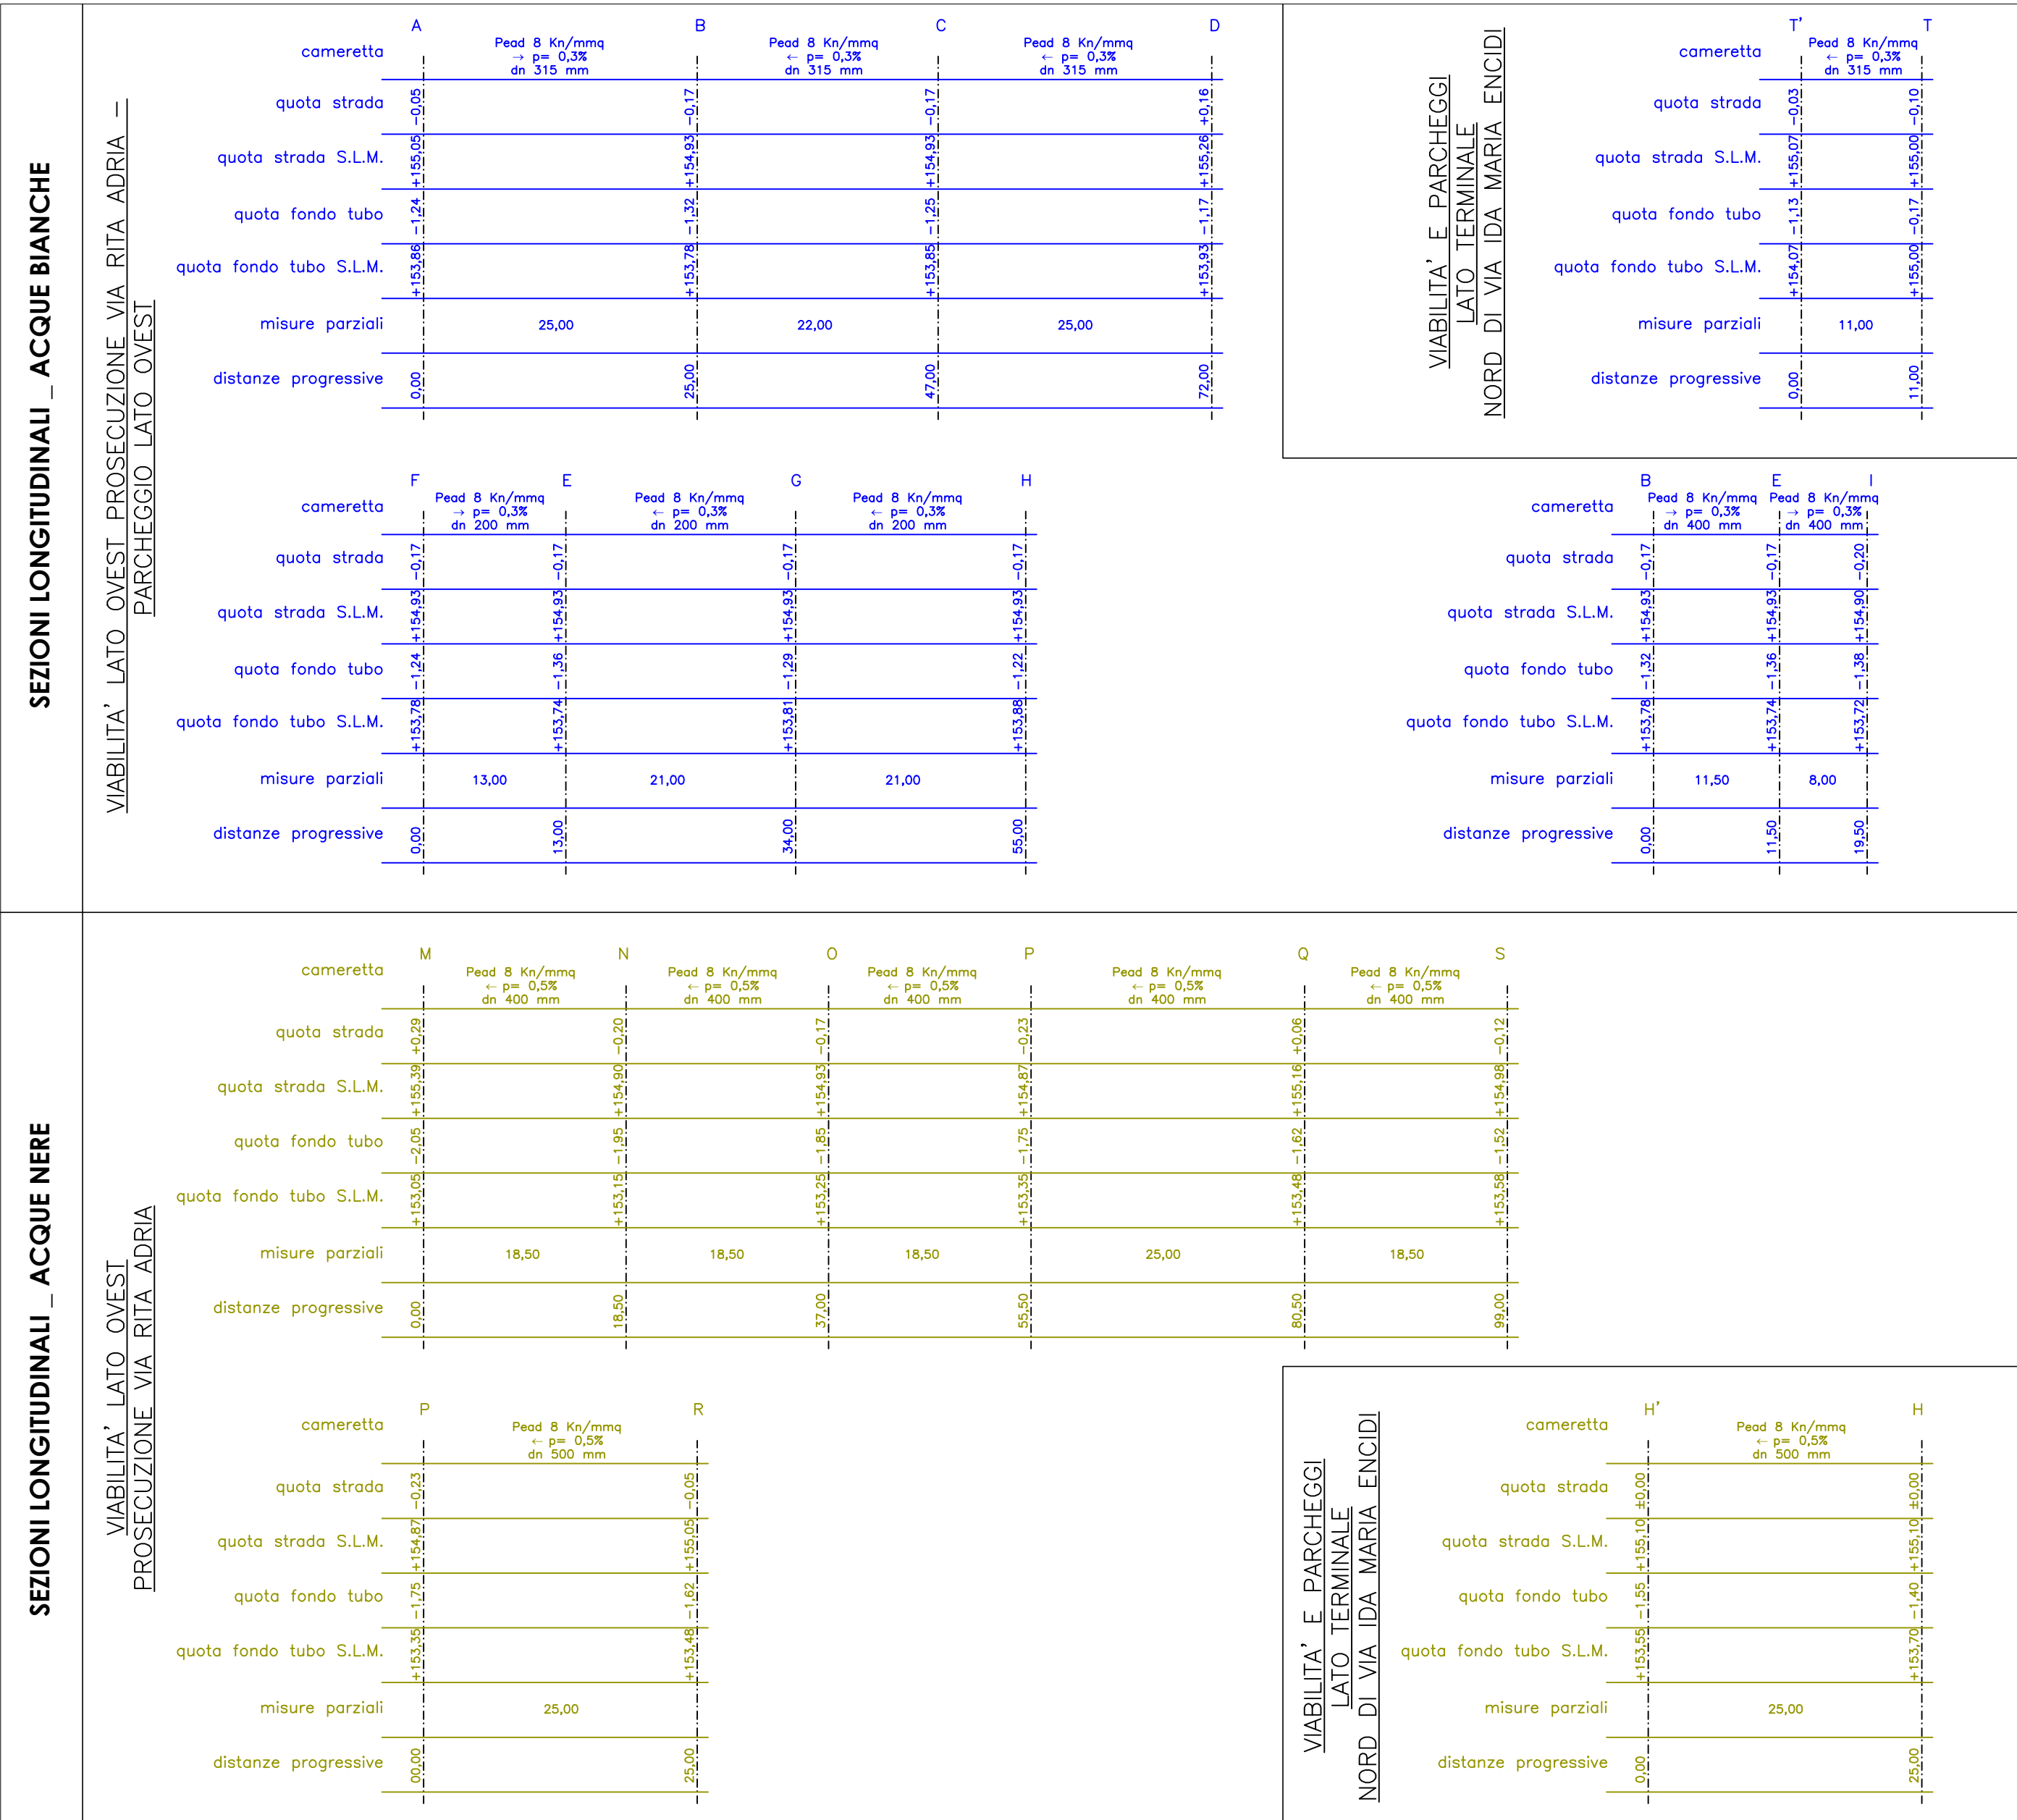 SEZIONI LONGITUDINALI _ ACQUE BIANCHE
VIABILITA' LATO OVEST PROSECUZIONE VIA RITA ADRIA –
PARCHEGGIO LATO OVEST
A B C D
cameretta
Pead 8 Kn/mmq Pead 8 Kn/mmq Pead 8 Kn/mmq
→ p= 0,3% ← p= 0,3% ← p= 0,3%
dn 315 mm dn 315 mm dn 315 mm
quota strada -0,05 -0,17 -0,17 +0,16
quota strada S.L.M. +155,05 +154,93 +154,93 +155,26
quota fondo tubo -1,24 -1,32 -1,25 -1,17
quota fondo tubo S.L.M. +153,86 +153,78 +153,85 +153,93
misure parziali 25,00 22,00 25,00
distanze progressive 0,00 25,00 47,00 72,00
VIABILITA' E PARCHEGGI
LATO TERMINALE
NORD DI VIA IDA MARIA ENCIDI
T' T
cameretta
Pead 8 Kn/mmq
← p= 0,3%
dn 315 mm
quota strada -0,03 -0,10
quota strada S.L.M. +155,07 +155,00
quota fondo tubo -1,13 -0,17
quota fondo tubo S.L.M. +154,07 +155,00
misure parziali 11,00
distanze progressive 0,00 11,00
F E G H
cameretta
Pead 8 Kn/mmq Pead 8 Kn/mmq Pead 8 Kn/mmq
→ p= 0,3% ← p= 0,3% ← p= 0,3%
dn 200 mm dn 200 mm dn 200 mm
quota strada -0,17 -0,17 -0,17 -0,17
quota strada S.L.M. +154,93 +154,93 +154,93 +154,93
quota fondo tubo -1,24 -1,36 -1,29 -1,22
quota fondo tubo S.L.M. +153,78 +153,74 +153,81 +153,88
misure parziali 13,00 21,00 21,00
distanze progressive 0,00 13,00 34,00 55,00
B E I
cameretta
Pead 8 Kn/mmq Pead 8 Kn/mmq
→ p= 0,3% → p= 0,3%
dn 400 mm dn 400 mm
quota strada -0,17 -0,17 -0,20
quota strada S.L.M. +154,93 +154,93 +154,90
quota fondo tubo -1,32 -1,36 -1,38
quota fondo tubo S.L.M. +153,78 +153,74 +153,72
misure parziali 11,50 8,00
distanze progressive 0,00 11,50 19,50
SEZIONI LONGITUDINALI _ ACQUE NERE
VIABILITA' LATO OVEST
PROSECUZIONE VIA RITA ADRIA
M N O P Q S
cameretta
Pead 8 Kn/mmq Pead 8 Kn/mmq Pead 8 Kn/mmq Pead 8 Kn/mmq Pead 8 Kn/mmq
← p= 0,5% ← p= 0,5% ← p= 0,5% ← p= 0,5% ← p= 0,5%
dn 400 mm dn 400 mm dn 400 mm dn 400 mm dn 400 mm
quota strada +0,29 -0,20 -0,17 -0,23 +0,06 -0,12
quota strada S.L.M. +155,39 +154,90 +154,93 +154,87 +155,16 +154,98
quota fondo tubo -2,05 -1,95 -1,85 -1,75 -1,62 -1,52
quota fondo tubo S.L.M. +153,05 +153,15 +153,25 +153,35 +153,48 +153,58
misure parziali 18,50 18,50 18,50 25,00 18,50
distanze progressive 0,00 18,50 37,00 55,50 80,50 99,00
P R
cameretta
Pead 8 Kn/mmq
← p= 0,5%
dn 500 mm
quota strada -0,23 -0,05
quota strada S.L.M. +154,87 +155,05
quota fondo tubo -1,75 -1,62
quota fondo tubo S.L.M. +153,35 +153,48
misure parziali 25,00
distanze progressive 00,00 25,00
VIABILITA' E PARCHEGGI
LATO TERMINALE
NORD DI VIA IDA MARIA ENCIDI
H' H
cameretta
Pead 8 Kn/mmq
← p= 0,5%
dn 500 mm
quota strada ±0,00 ±0,00
quota strada S.L.M. +155,10 +155,10
quota fondo tubo -1,55 -1,40
quota fondo tubo S.L.M. +153,55 +153,70
misure parziali 25,00
distanze progressive 0,00 25,00